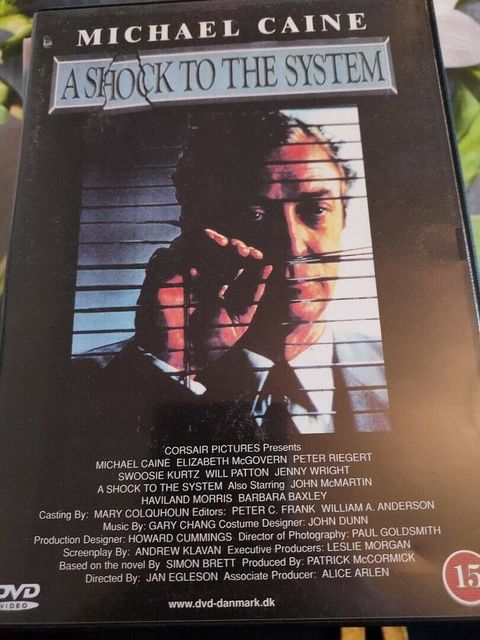 MICHAEL CAINE
A SHOCK TO THE SYSTEM
CORSAIR PICTURES Presents
MICHAEL CAINE ELIZABETH McGOVERN PETER RIEGERT
SWOOSIE KURTZ WILL PATTON JENNY WRIGHT
A SHOCK TO THE SYSTEM Also Starring JOHN McMARTIN
HAVILAND MORRIS BARBARA BAXLEY
Casting By: MARY COLQUHOUN Editors: PETER C. FRANK WILLIAM A. ANDERSON
Music By: GARY CHANG Costume Designer: JOHN DUNN
Production Designer: HOWARD CUMMINGS Director of Photography: PAUL GOLDSMITH
Screenplay By: ANDREW KLAVAN Executive Producers: LESLIE MORGAN
Based on the novel By SIMON BRETT Produced By: PATRICK McCORMICK
Directed By: JAN EGLESON Associate Producer: ALICE ARLEN
15
DVD
VIDEO
www.dvd-danmark.dk